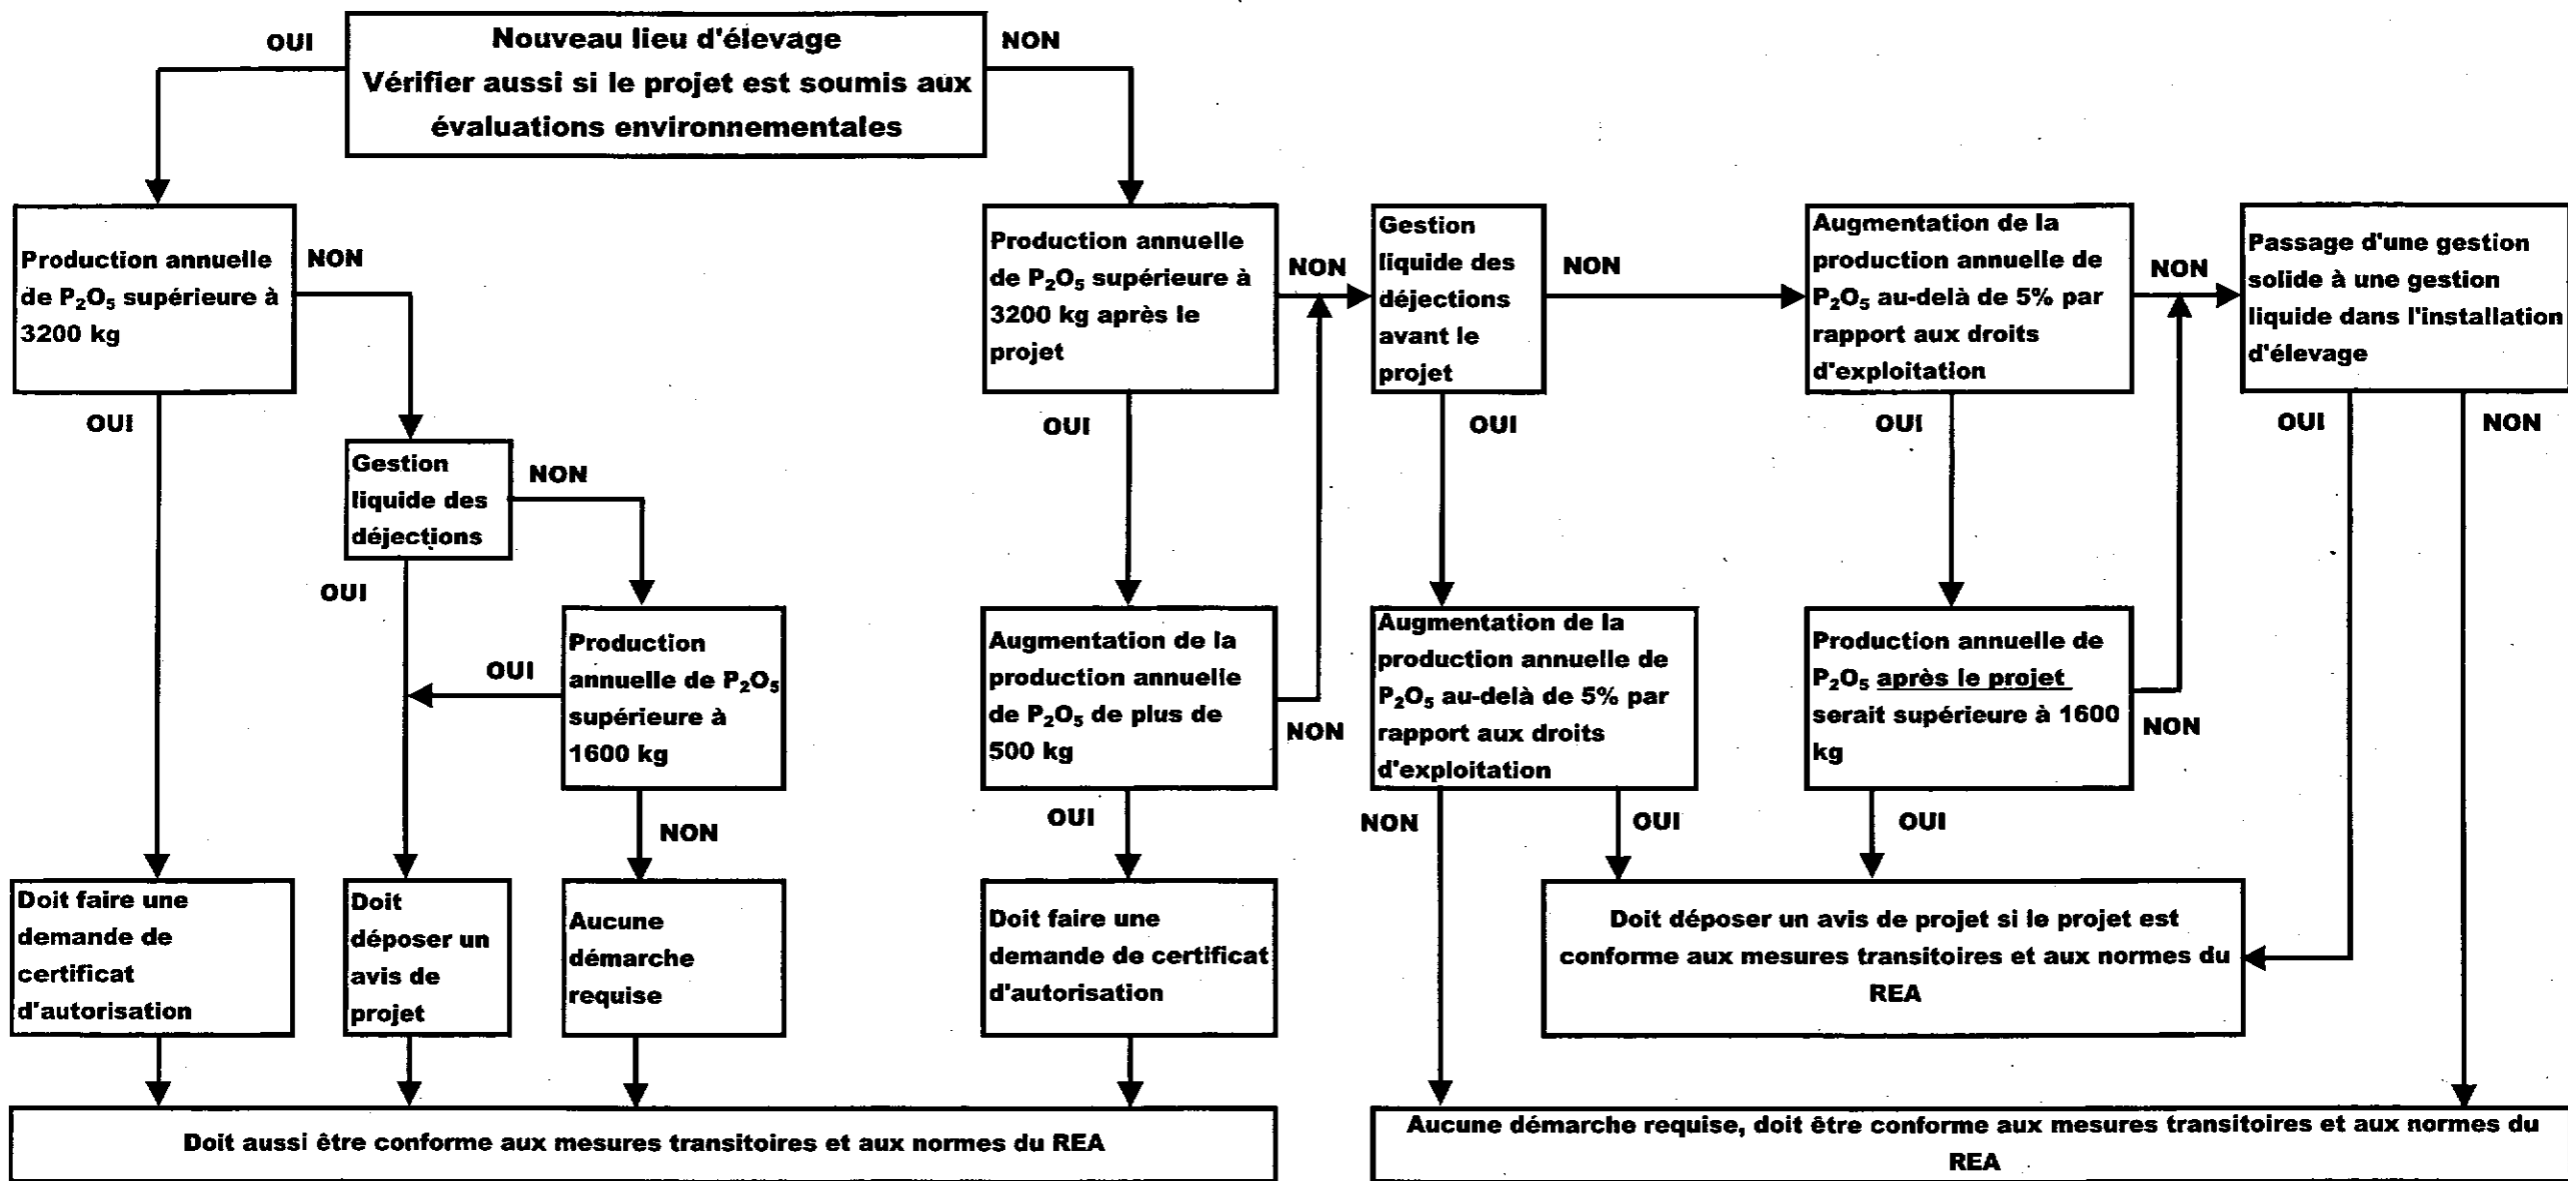 OUI
Nouveau lieu d'élevage
NON
Vérifier aussi si le projet est soumis aux
évaluations environnementales
Production annuelle
de P₂O₅ supérieure à
3200 kg
NON
OUI
Gestion
liquide des
déjections
NON
OUI
Production
annuelle de P₂O₅
supérieure à
1600 kg
OUI
NON
Production annuelle
de P₂O₅ supérieure à
3200 kg après le
projet
NON
OUI
Augmentation de la
production annuelle
de P₂O₅ de plus de
500 kg
NON
OUI
Gestion
liquide des
déjections
avant le
projet
NON
OUI
Augmentation de la
production annuelle de
P₂O₅ au-delà de 5% par
rapport aux droits
d'exploitation
NON
OUI
Augmentation de la
production annuelle de
P₂O₅ au-delà de 5% par
rapport aux droits
d'exploitation
NON
OUI
Production annuelle de
P₂O₅ après le projet
serait supérieure à 1600
kg
NON
OUI
Passage d'une gestion
solide à une gestion
liquide dans l'installation
d'élevage
OUI
NON
Doit faire une
demande de
certificat
d'autorisation
Doit
déposer un
avis de
projet
Aucune
démarche
requise
Doit faire une
demande de certificat
d'autorisation
Doit déposer un avis de projet si le projet est
conforme aux mesures transitoires et aux normes du
REA
Doit aussi être conforme aux mesures transitoires et aux normes du REA
Aucune démarche requise, doit être conforme aux mesures transitoires et aux normes du
REA